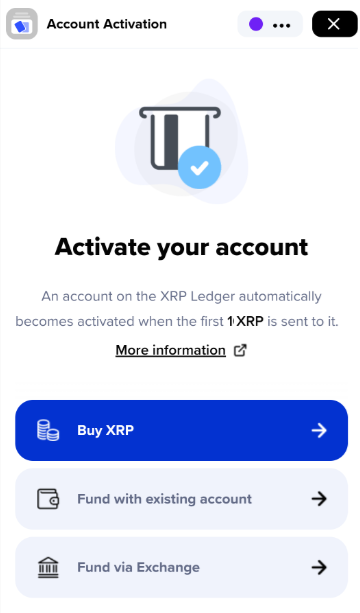 Account Activation
Activate your account
An account on the XRP Ledger automatically
becomes activated when the first XRP is sent to it.
More information
Buy XRP
Fund with existing account
Fund via Exchange